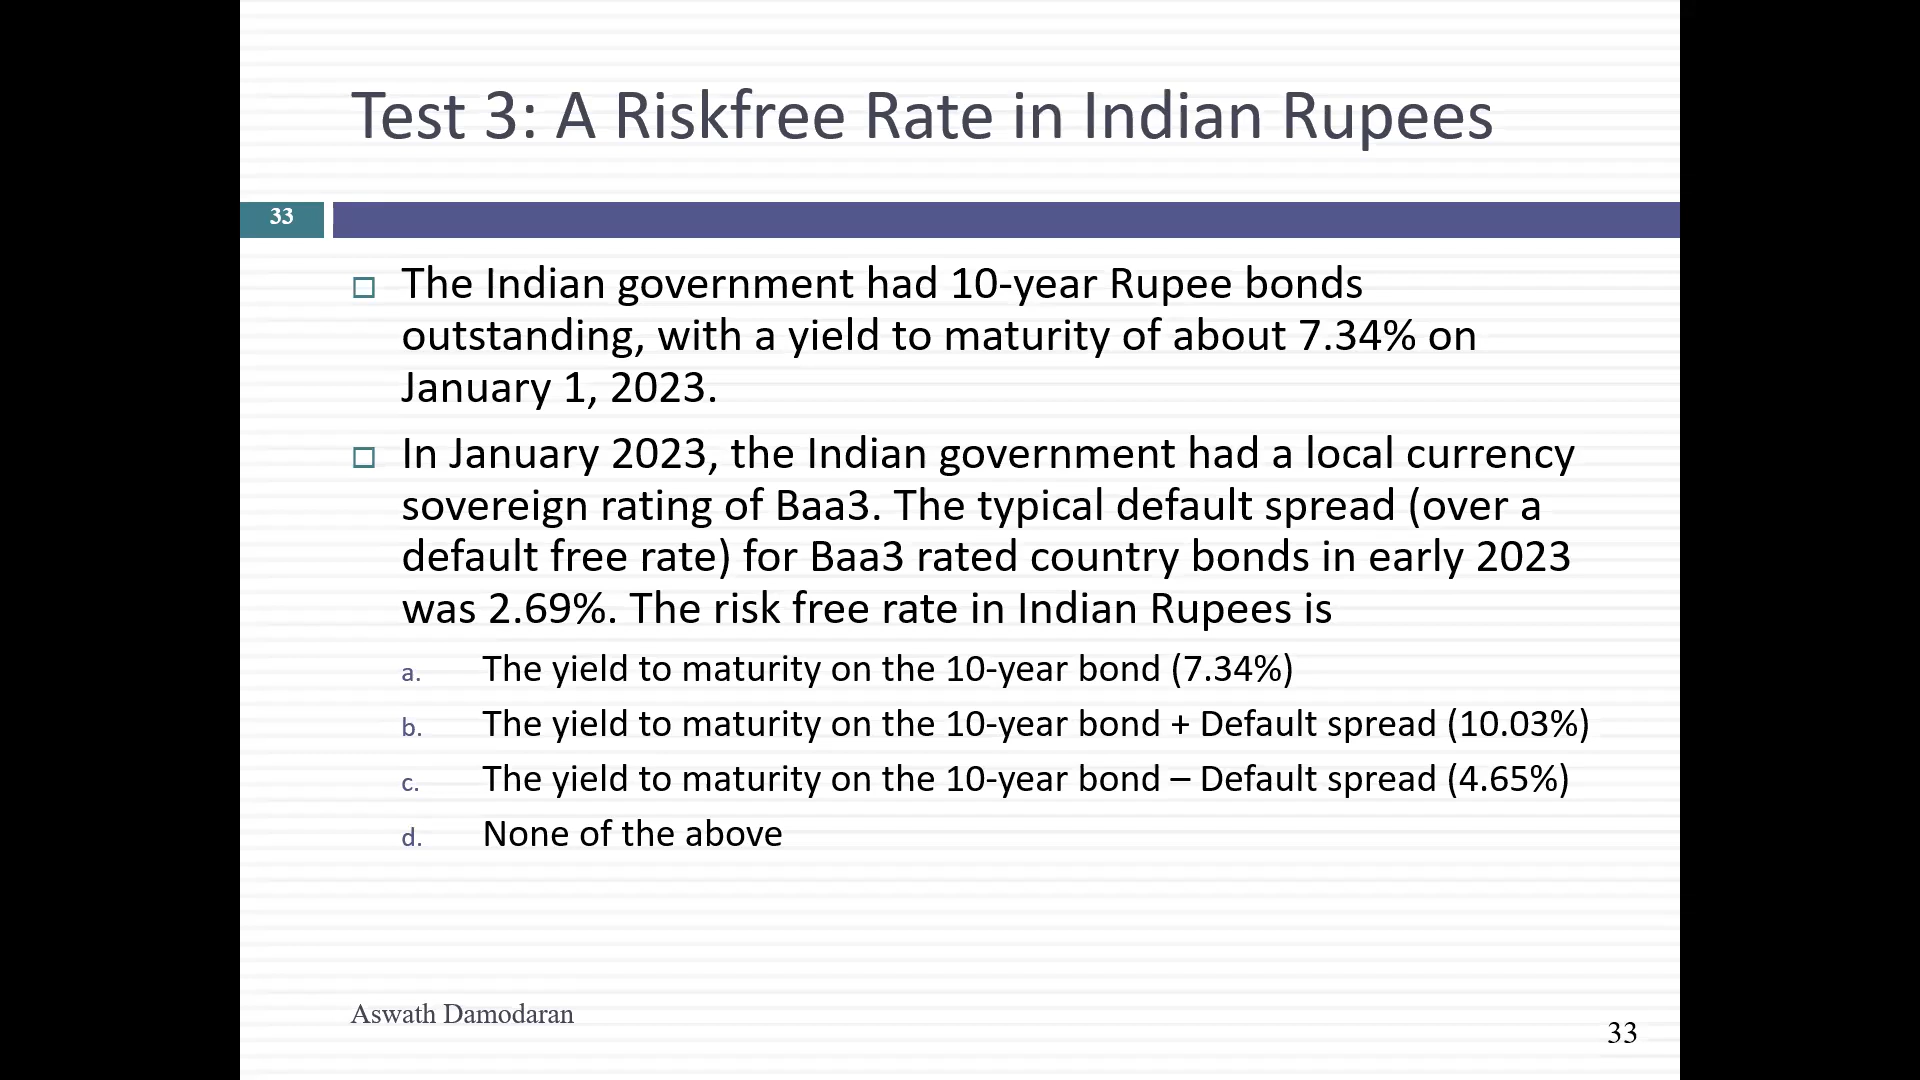 Test 3: A Riskfree Rate in Indian Rupees
33
The Indian government had 10-year Rupee bonds
outstanding, with a yield to maturity of about 7.34% on
January 1, 2023.
In January 2023, the Indian government had a local currency
sovereign rating of Baa3. The typical default spread (over a
default free rate) for Baa3 rated country bonds in early 2023
was 2.69%. The risk free rate in Indian Rupees is
a. The yield to maturity on the 10-year bond (7.34%)
b. The yield to maturity on the 10-year bond + Default spread (10.03%)
c. The yield to maturity on the 10-year bond – Default spread (4.65%)
d. None of the above
Aswath Damodaran
33